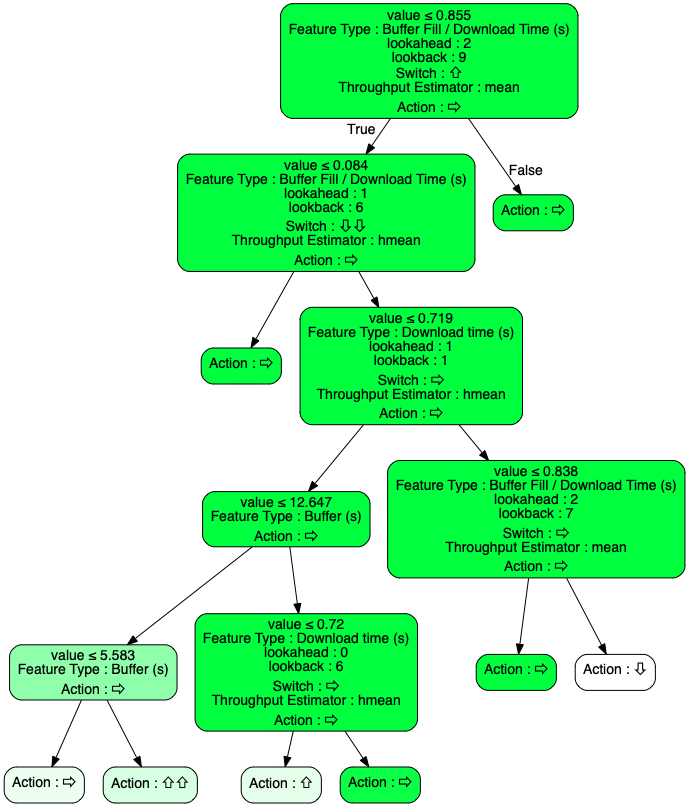 value ≤ 0.855
Feature Type : Buffer Fill / Download Time (s)
lookahead : 2
lookback : 9
Switch : ⇧
Throughput Estimator : mean
Action : ⇨
True
False
value ≤ 0.084
Feature Type : Buffer Fill / Download Time (s)
lookahead : 1
lookback : 6
Switch : ⇩⇩
Throughput Estimator : hmean
Action : ⇨
Action : ⇨
Action : ⇨
value ≤ 0.719
Feature Type : Download time (s)
lookahead : 1
lookback : 1
Switch : ⇨
Throughput Estimator : hmean
Action : ⇨
value ≤ 12.647
Feature Type : Buffer (s)
Action : ⇨
value ≤ 0.838
Feature Type : Buffer Fill / Download Time (s)
lookahead : 2
lookback : 7
Switch : ⇨
Throughput Estimator : mean
Action : ⇨
value ≤ 5.583
Feature Type : Buffer (s)
Action : ⇨
value ≤ 0.72
Feature Type : Download time (s)
lookahead : 0
lookback : 6
Switch : ⇨
Throughput Estimator : hmean
Action : ⇨
Action : ⇨
Action : ⇩
Action : ⇨
Action : ⇧⇧
Action : ⇧
Action : ⇨